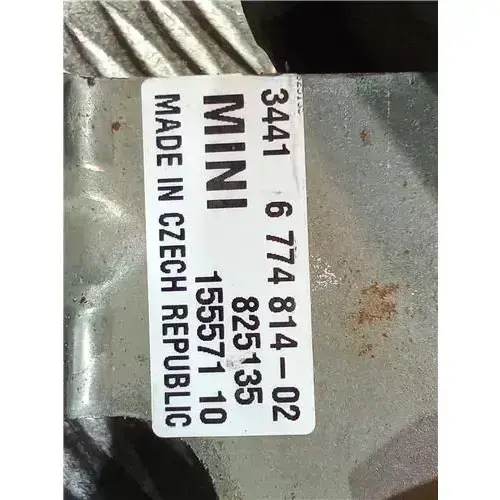 3441 6 774 814-02
MINI 825135
155571 10
MADE IN CZECH REPUBLIC